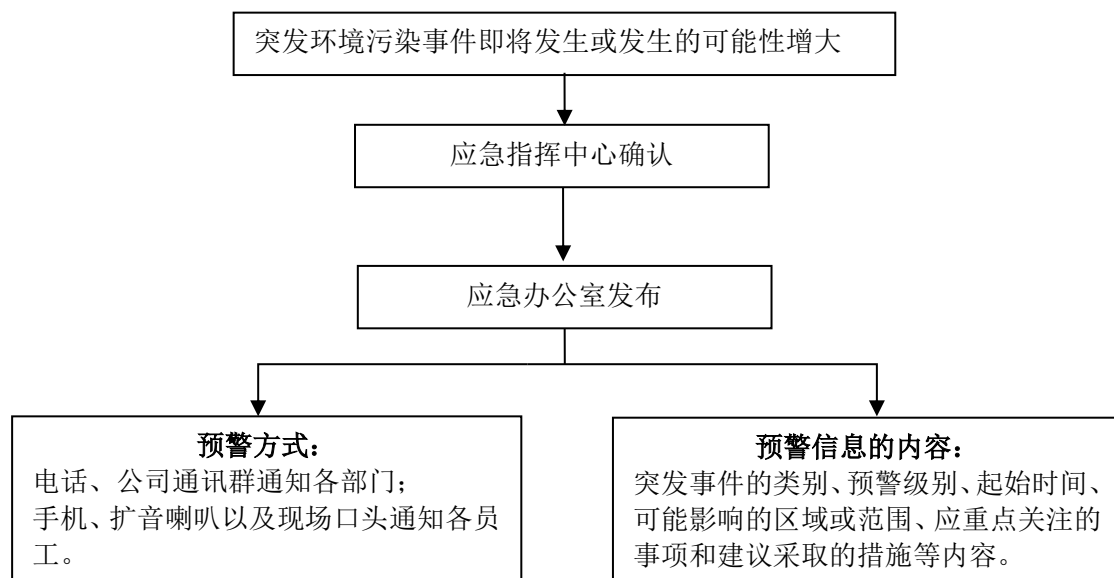 突发环境污染事件即将发生或发生的可能性增大
应急指挥中心确认
应急办公室发布
预警方式：
电话、公司通讯群通知各部门；
手机、扩音喇叭以及现场口头通知各员
工。
预警信息的内容：
突发事件的类别、预警级别、起始时间、
可能影响的区域或范围、应重点关注的
事项和建议采取的措施等内容。